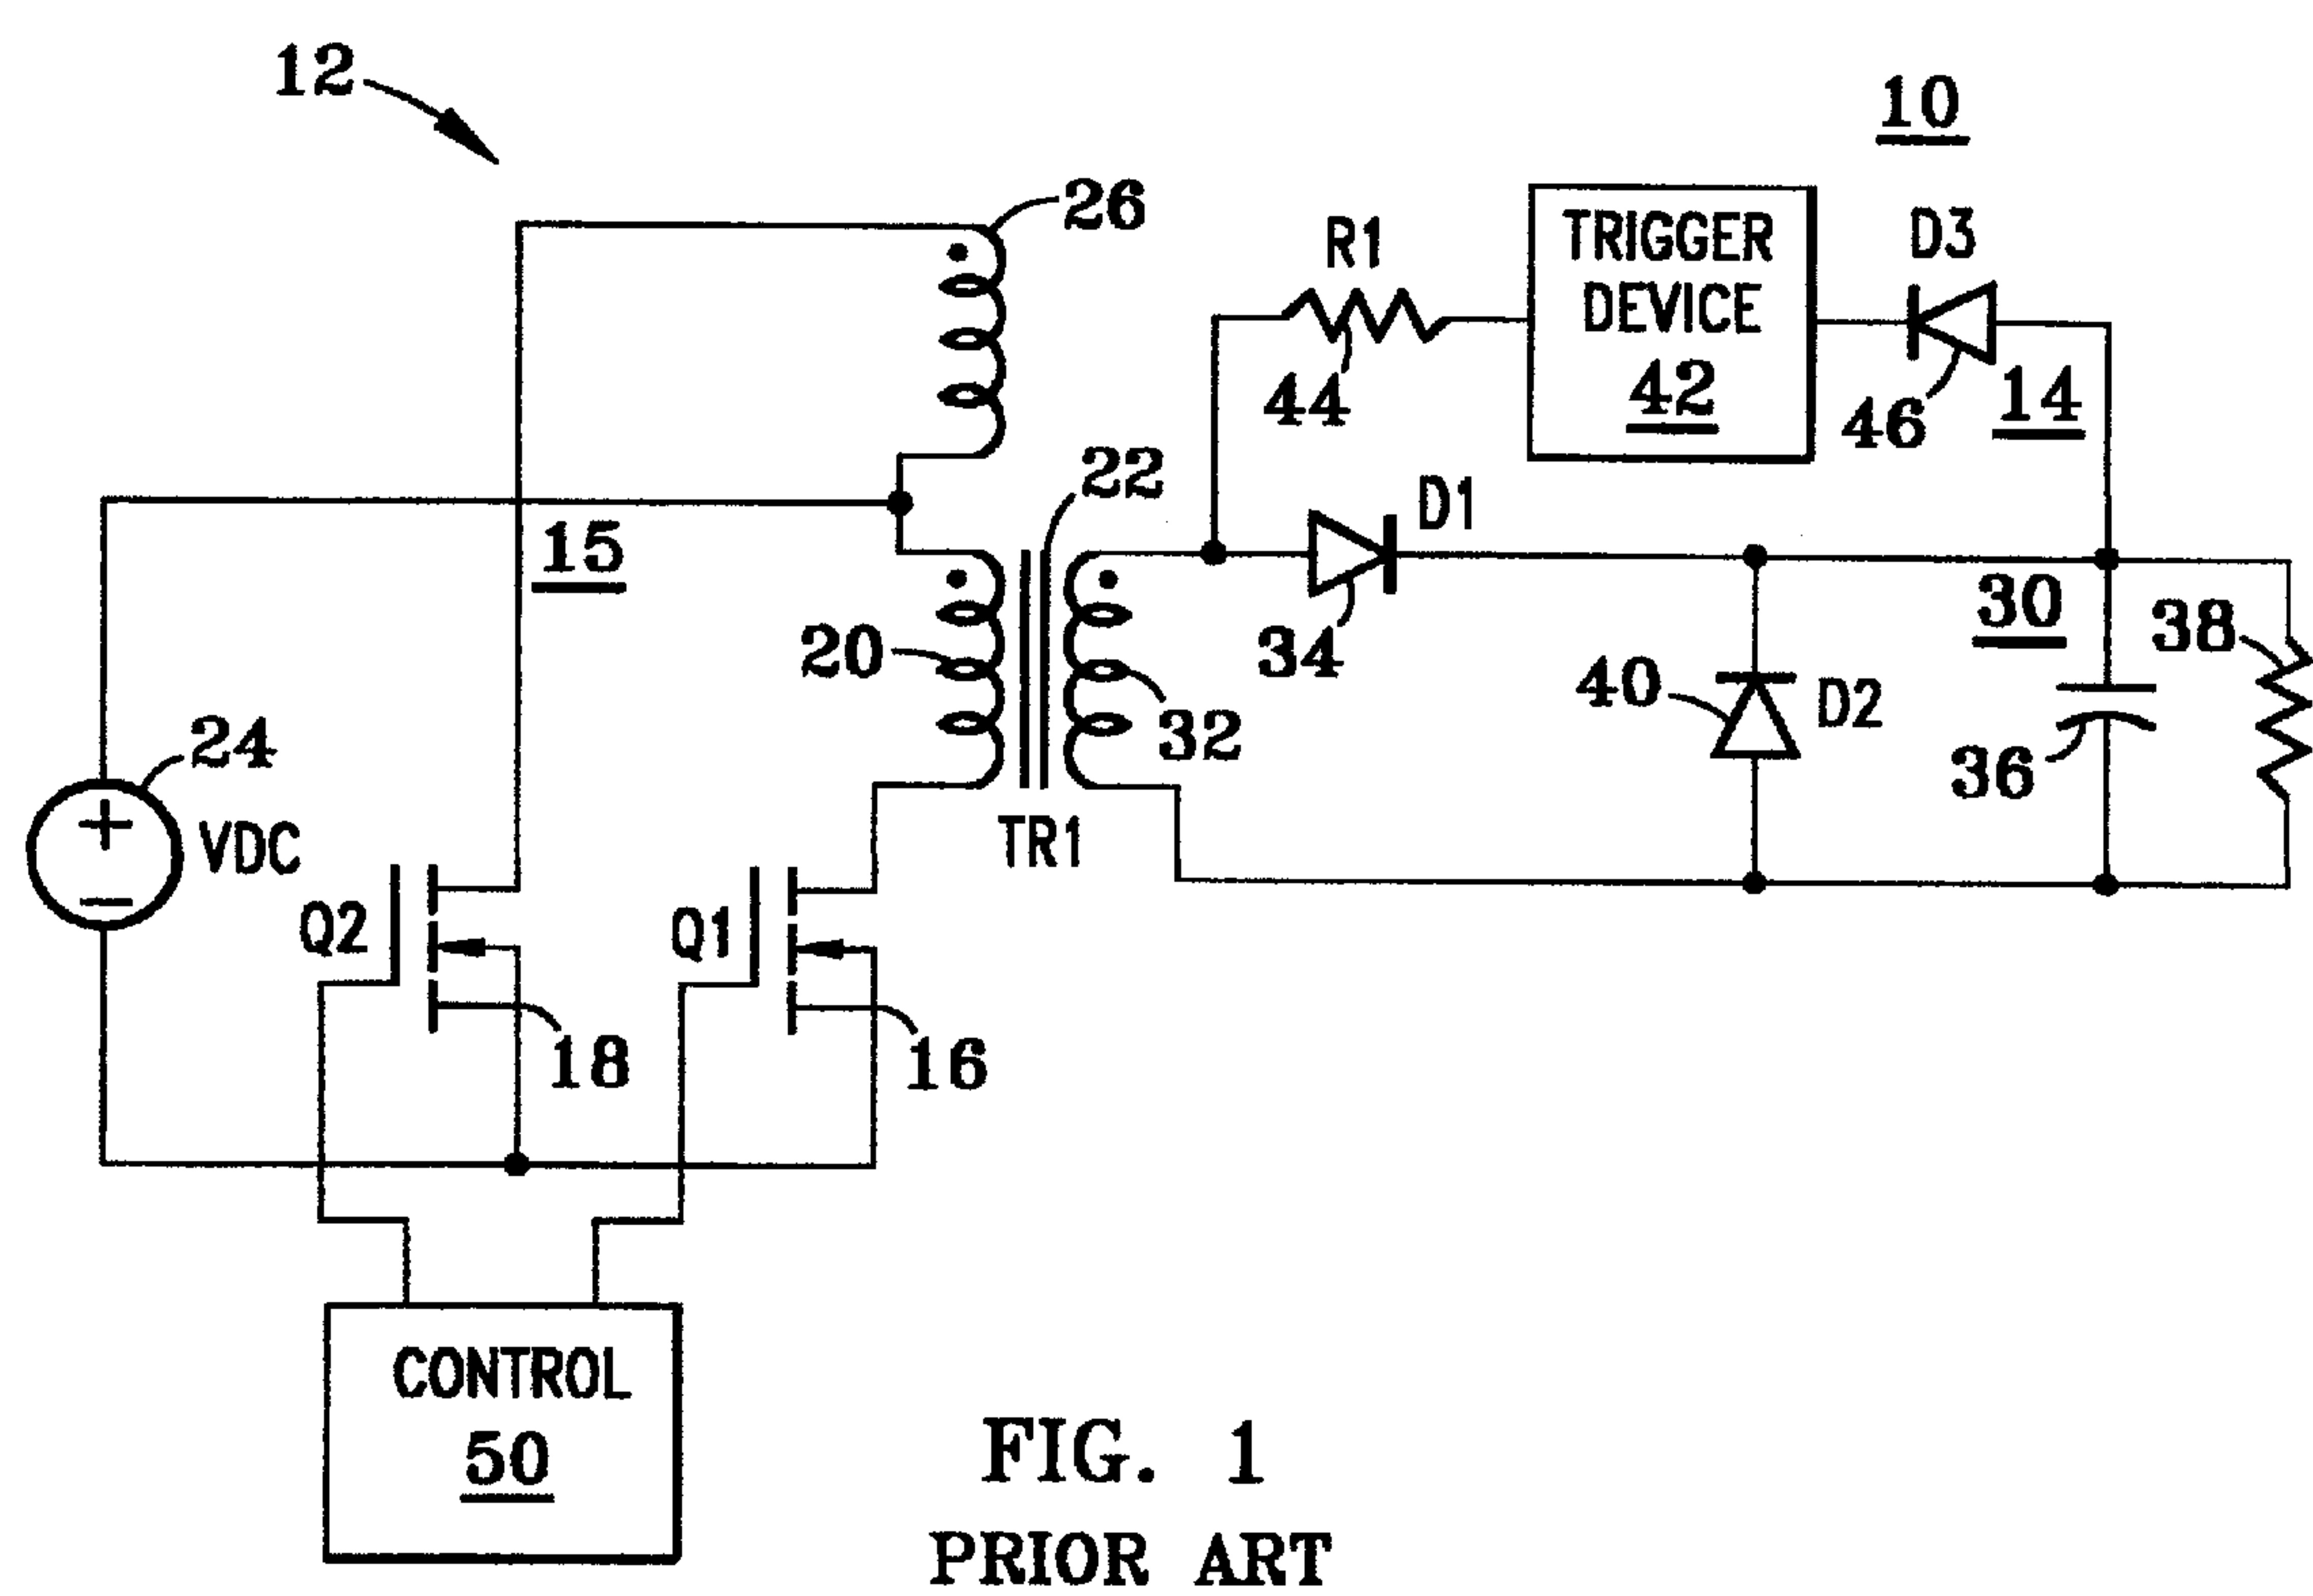 12
10
26
R1
TRIGGER
DEVICE
42
D3
44
46
14
22
D1
15
30
38
20
34
40
D2
32
36
24
+
VDC
−
TR1
Q2
Q1
18
16
CONTROL
50
FIG. 1
PRIOR ART